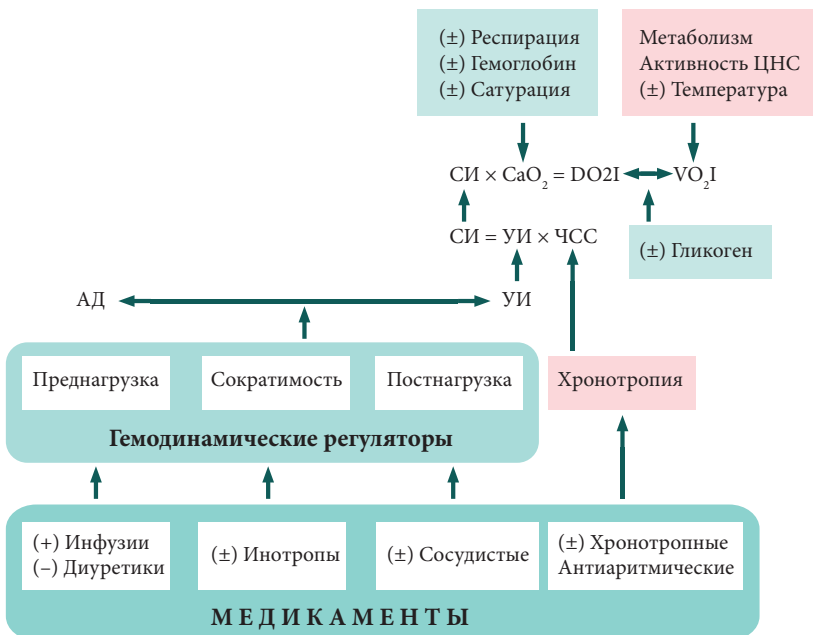 (±) Респирация
(±) Гемоглобин
(±) Сатурация
Метаболизм
Активность ЦНС
(±) Температура
СИ × CaO₂ = DO2I VO₂I
СИ = УИ × ЧСС
(±) Гликоген
АД УИ
Преднагрузка Сократимость Постнагрузка Хронотропия
Гемодинамические регуляторы
(+) Инфузии
(–) Диуретики
(±) Инотропы
(±) Сосудистые
(±) Хронотропные
Антиаритмические
МЕДИКАМЕНТЫ